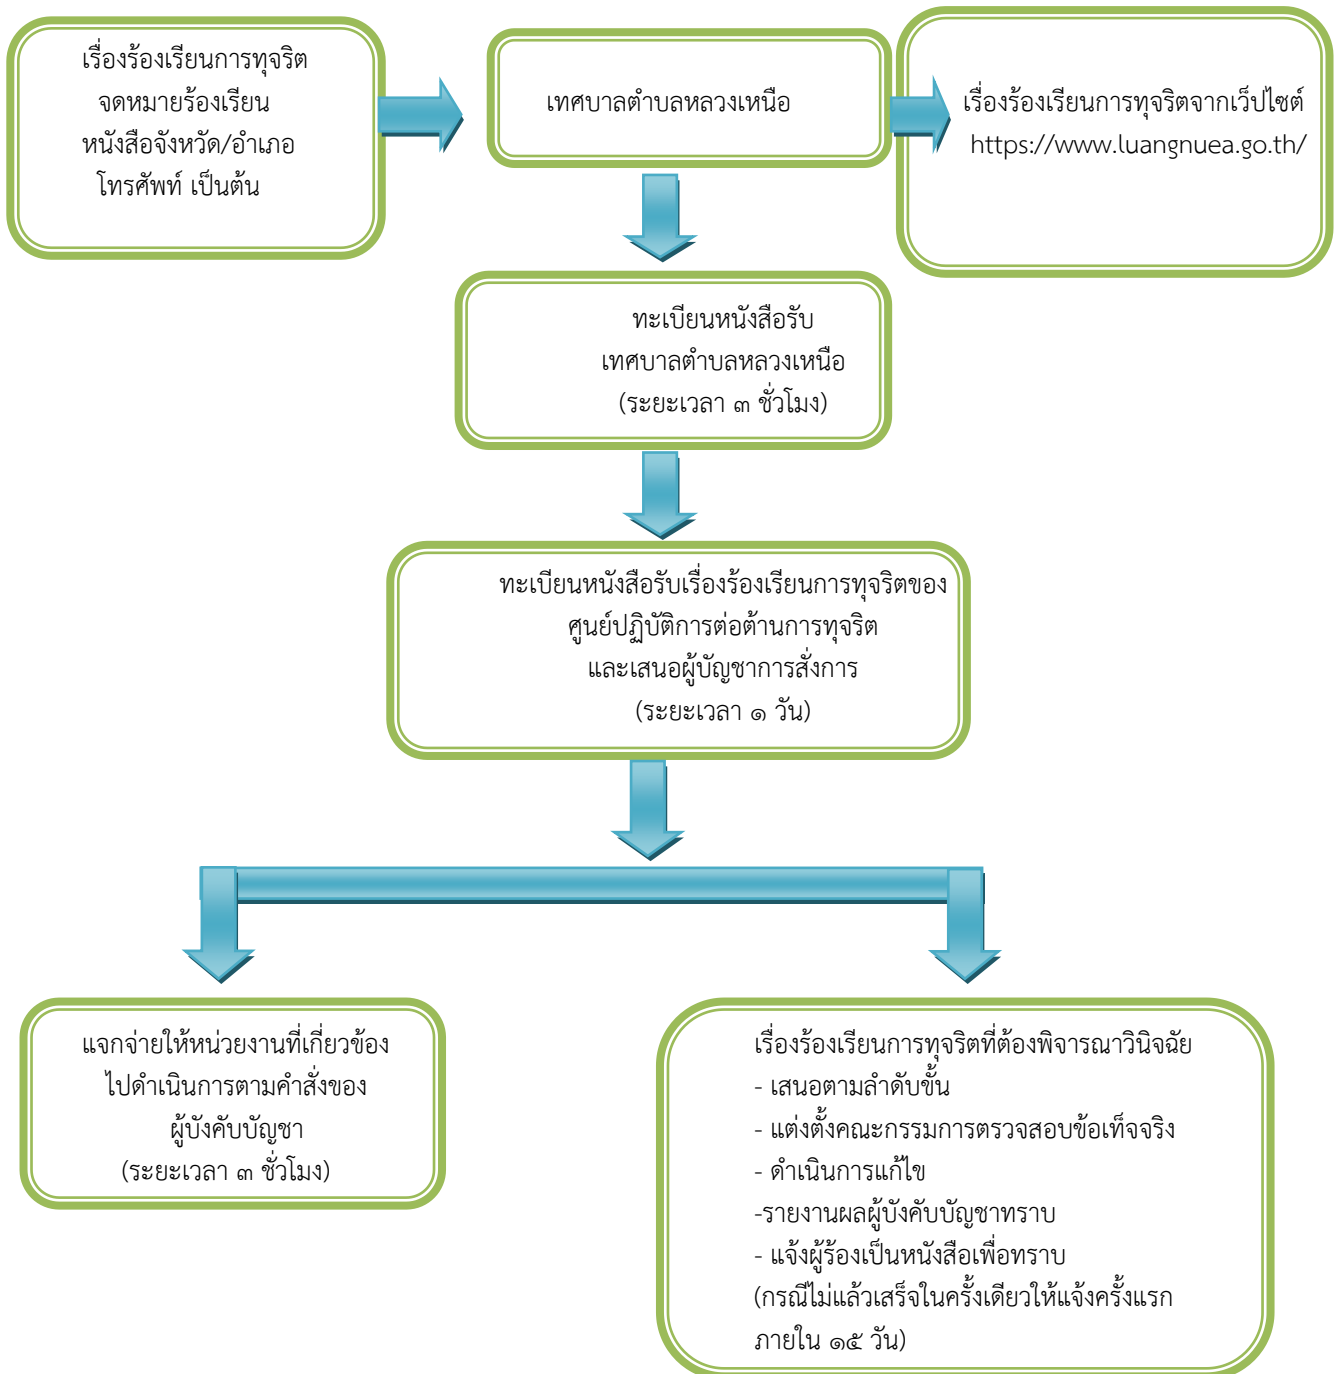 เรื่องร้องเรียนการทุจริต
จดหมายร้องเรียน
หนังสือจังหวัด/อำเภอ
โทรศัพท์ เป็นต้น
เทศบาลตำบลหลวงเหนือ
เรื่องร้องเรียนการทุจริตจากเว็ปไซต์
https://www.luangnuea.go.th/
ทะเบียนหนังสือรับ
เทศบาลตำบลหลวงเหนือ
(ระยะเวลา ๓ ชั่วโมง)
ทะเบียนหนังสือรับเรื่องร้องเรียนการทุจริตของ
ศูนย์ปฏิบัติการต่อต้านการทุจริต
และเสนอผู้บัญชาการสั่งการ
(ระยะเวลา ๑ วัน)
แจกจ่ายให้หน่วยงานที่เกี่ยวข้อง
ไปดำเนินการตามคำสั่งของ
ผู้บังคับบัญชา
(ระยะเวลา ๓ ชั่วโมง)
เรื่องร้องเรียนการทุจริตที่ต้องพิจารณาวินิจฉัย
- เสนอตามลำดับขั้น
- แต่งตั้งคณะกรรมการตรวจสอบข้อเท็จจริง
- ดำเนินการแก้ไข
-รายงานผลผู้บังคับบัญชาทราบ
- แจ้งผู้ร้องเป็นหนังสือเพื่อทราบ
(กรณีไม่แล้วเสร็จในครั้งเดียวให้แจ้งครั้งแรก
ภายใน ๑๕ วัน)